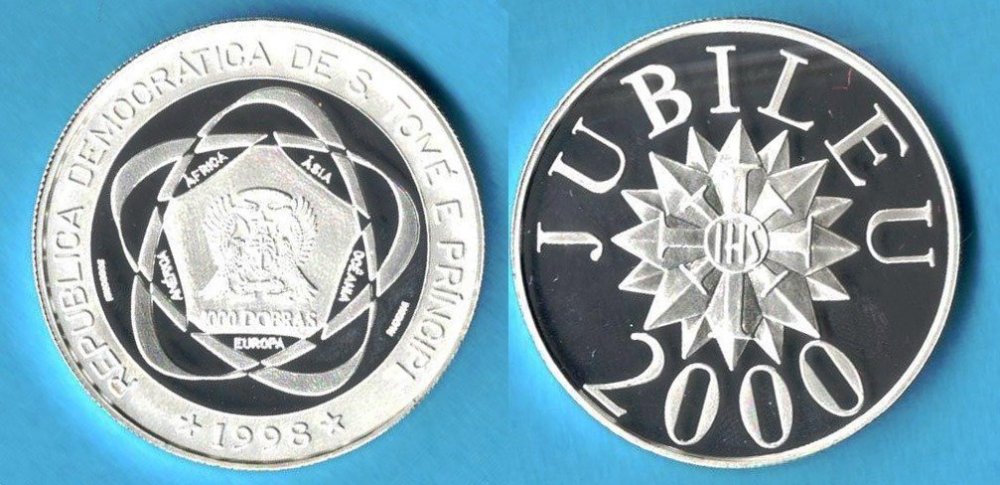 REPUBLICA DEMOCRÁTICA DE S. TOMÉ E PRÍNCIPE
ÁFRICA
ÁSIA
AMÉRICA
OCEANIA
1000 DOBRAS
EUROPA
1998
JUBILEU
IHS
2000